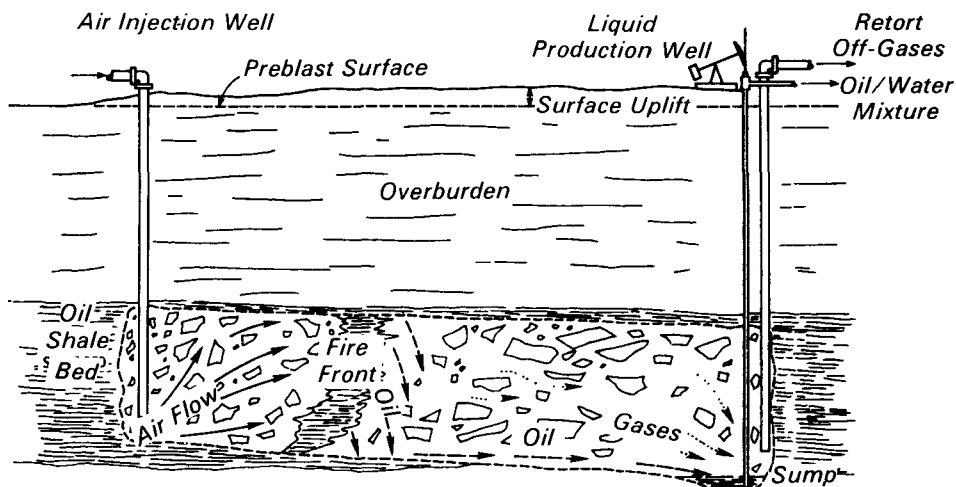 Air Injection Well
Liquid
Production Well
Retort
Off-Gases
Preblast Surface
Surface Uplift
Oil/Water
Mixture
Overburden
Oil
Shale
Bed
Fire
Front
Air Flow
Oil
Oil
Gases
Sump